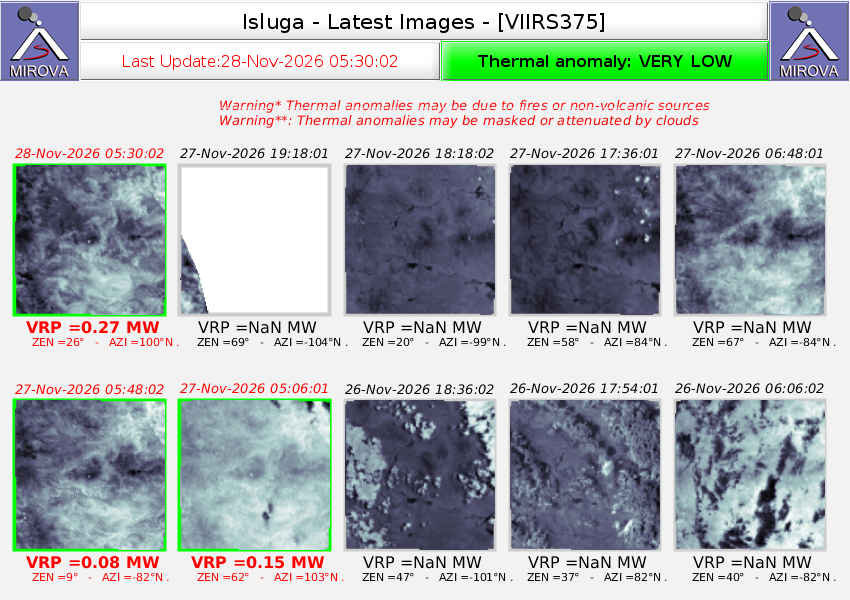 MIROVA
Isluga - Latest Images - [VIIRS375]
MIROVA
Last Update:28-Nov-2026 05:30:02
Thermal anomaly: VERY LOW
Warning* Thermal anomalies may be due to fires or non-volcanic sources
Warning**: Thermal anomalies may be masked or attenuated by clouds
28-Nov-2026 05:30:02
27-Nov-2026 19:18:01
27-Nov-2026 18:18:02
27-Nov-2026 17:36:01
27-Nov-2026 06:48:01
VRP =0.27 MW
VRP =NaN MW
VRP =NaN MW
VRP =NaN MW
VRP =NaN MW
ZEN =26° - AZI =100°N .
ZEN =69° - AZI =-104°N .
ZEN =20° - AZI =-99°N .
ZEN =58° - AZI =84°N .
ZEN =67° - AZI =-84°N .
27-Nov-2026 05:48:02
27-Nov-2026 05:06:01
26-Nov-2026 18:36:02
26-Nov-2026 17:54:01
26-Nov-2026 06:06:02
VRP =0.08 MW
VRP =0.15 MW
VRP =NaN MW
VRP =NaN MW
VRP =NaN MW
ZEN =9° - AZI =-82°N .
ZEN =62° - AZI =103°N .
ZEN =47° - AZI =-101°N .
ZEN =37° - AZI =82°N .
ZEN =40° - AZI =-82°N .